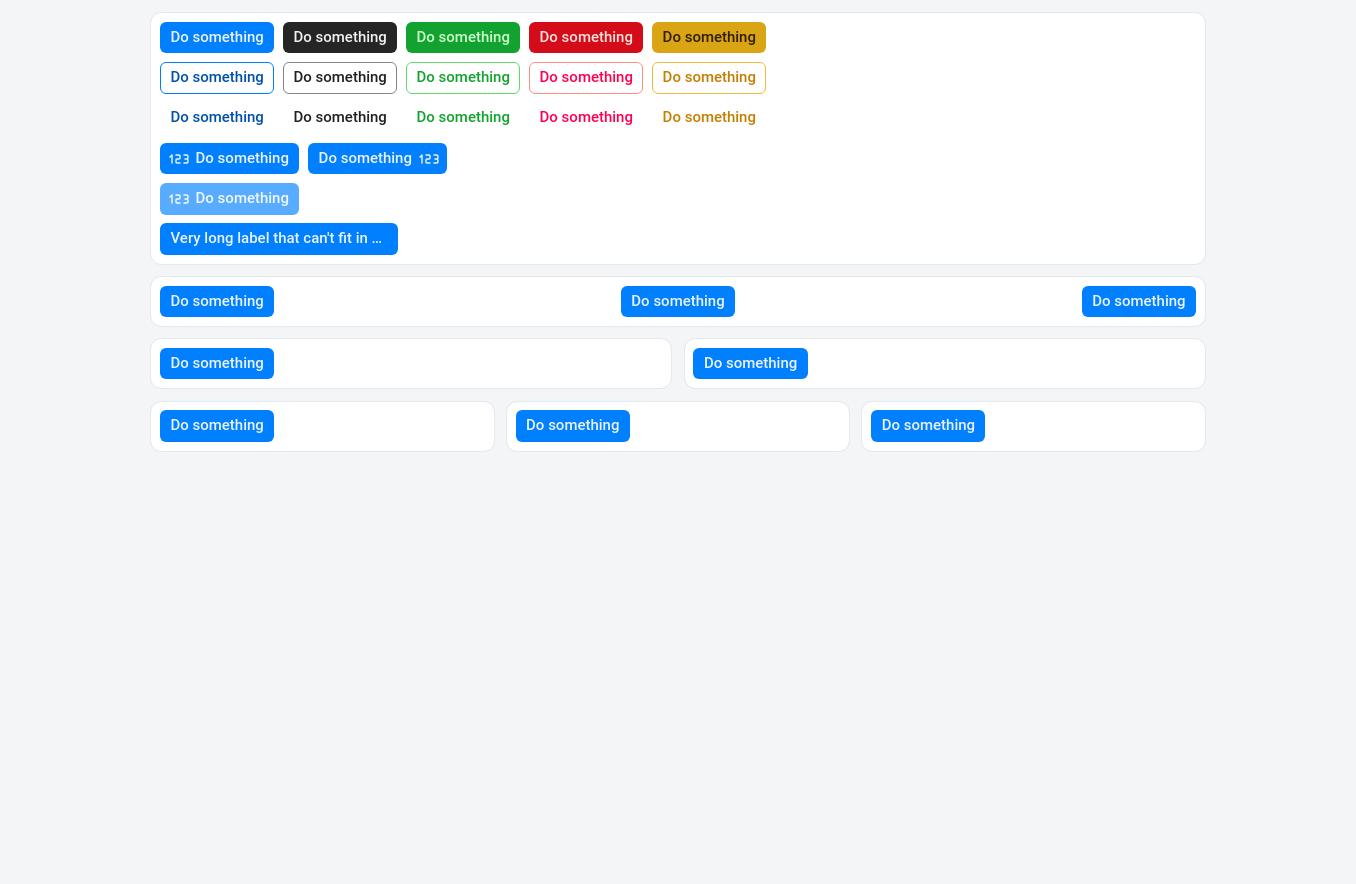 Do something Do something Do something Do something Do something
Do something Do something Do something Do something Do something
Do something Do something Do something Do something Do something
123 Do something Do something 123
123 Do something
Very long label that can't fit in ...
Do something Do something Do something
Do something Do something
Do something Do something Do something